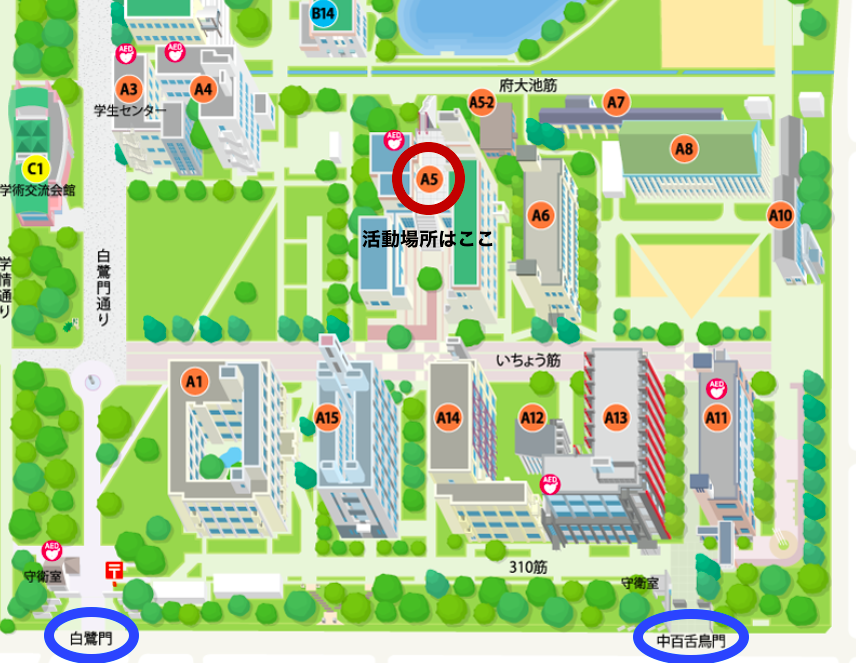 B14
AED
AED
A3
A4
学生センター
府大池筋
A5-2
A7
AED
A5
A8
C1
学術交流会館
A6
A10
活動場所はここ
白鷺門通り
学情通り
いちょう筋
A1
A15
A14
A12
A13
AED
A11
AED
310筋
AED
守衛室
〒
守衛室
白鷺門
中百舌鳥門